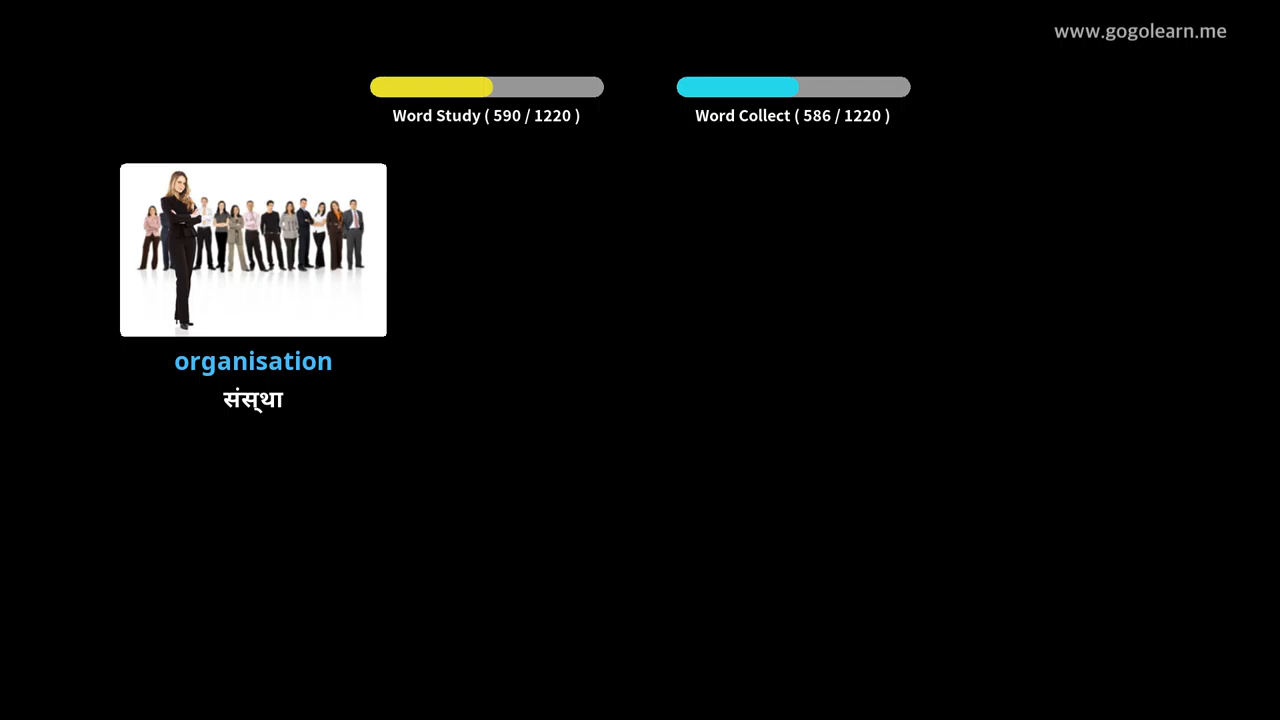 www.gogolearn.me
Word Study ( 590 / 1220 )
Word Collect ( 586 / 1220 )
organisation
संस्‌था